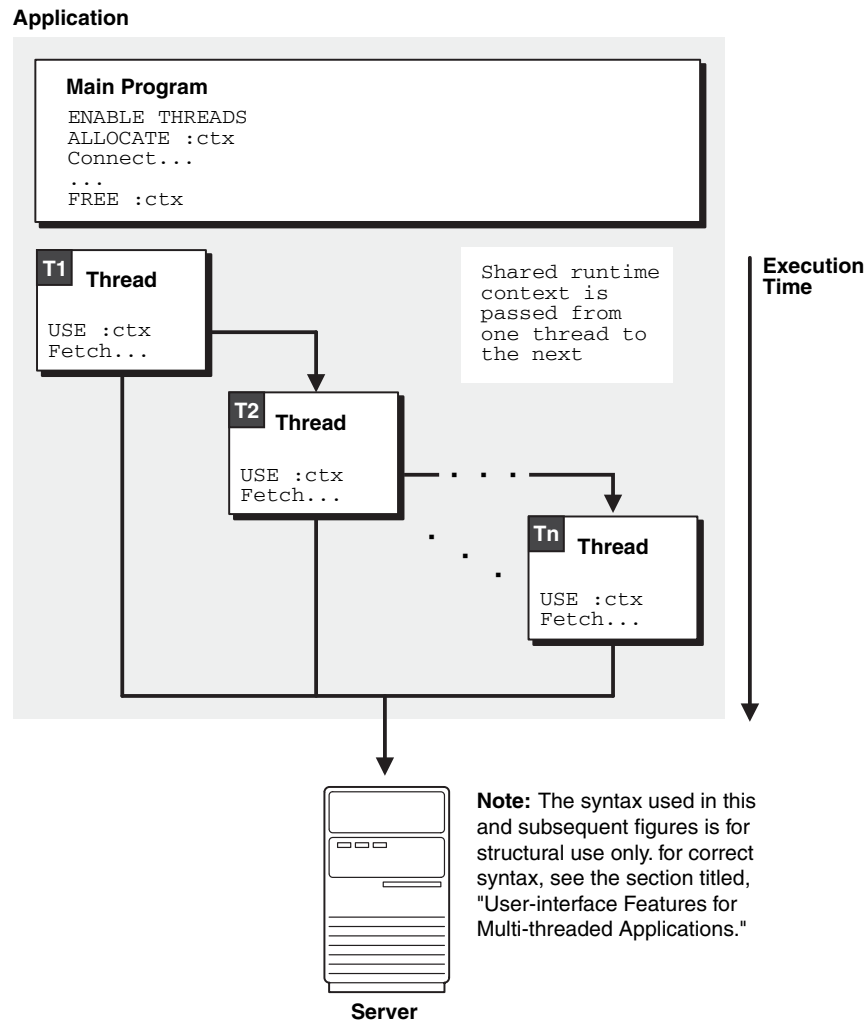 Application
Main Program
ENABLE THREADS
ALLOCATE :ctx
Connect...
...
FREE :ctx
T1
Thread
USE :ctx
Fetch...
Shared runtime
context is
passed from
one thread to
the next
Execution
Time
T2
Thread
USE :ctx
Fetch...
Tn
Thread
USE :ctx
Fetch...
Note: The syntax used in this
and subsequent figures is for
structural use only. for correct
syntax, see the section titled,
"User-interface Features for
Multi-threaded Applications."
Server